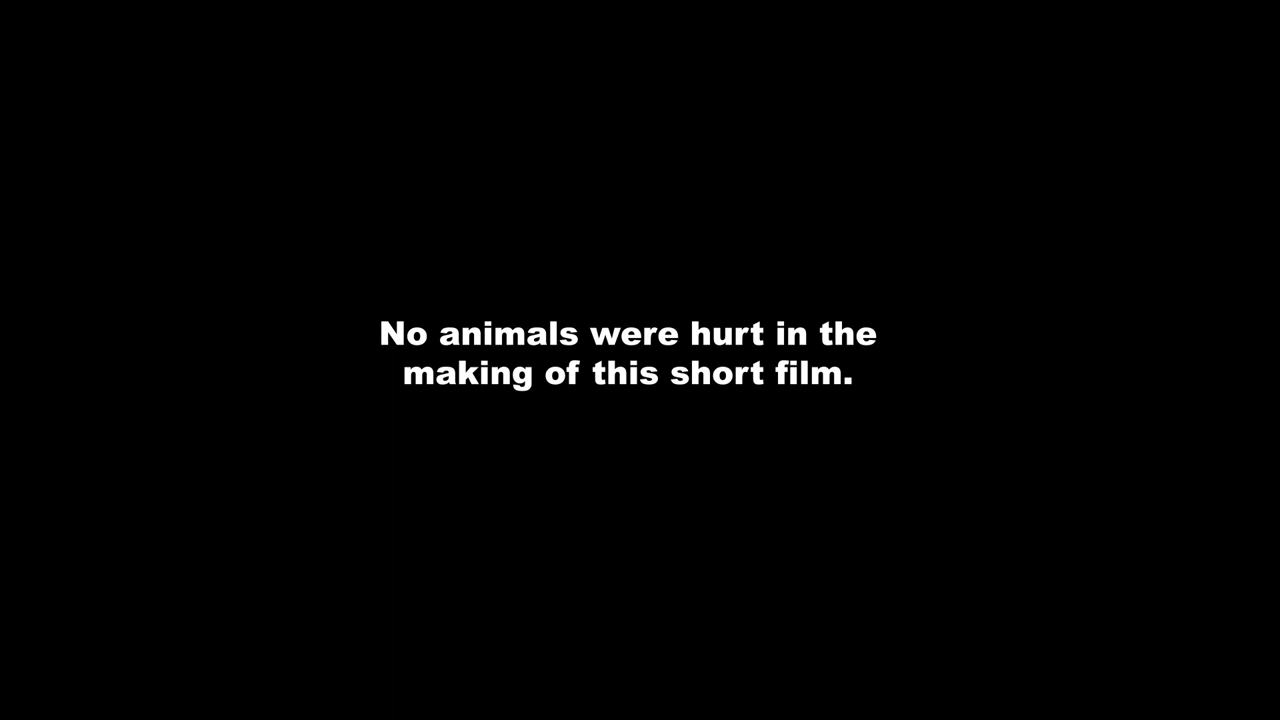 No animals were hurt in the
making of this short film.